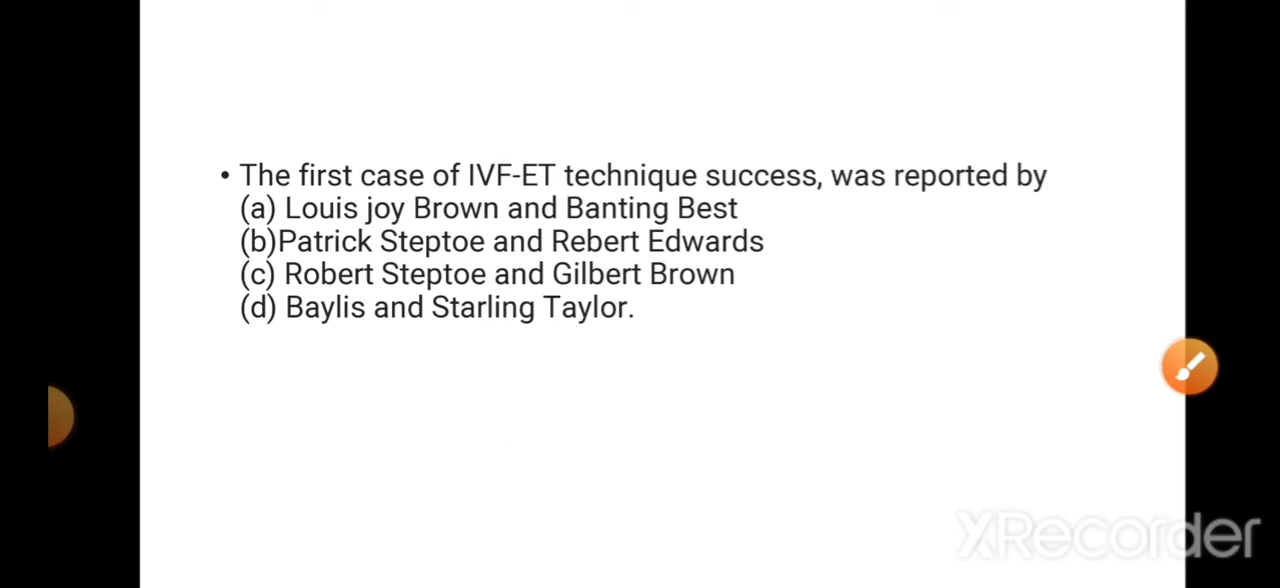 • The first case of IVF-ET technique success, was reported by
(a) Louis joy Brown and Banting Best
(b)Patrick Steptoe and Rebert Edwards
(c) Robert Steptoe and Gilbert Brown
(d) Baylis and Starling Taylor.
XRecorder